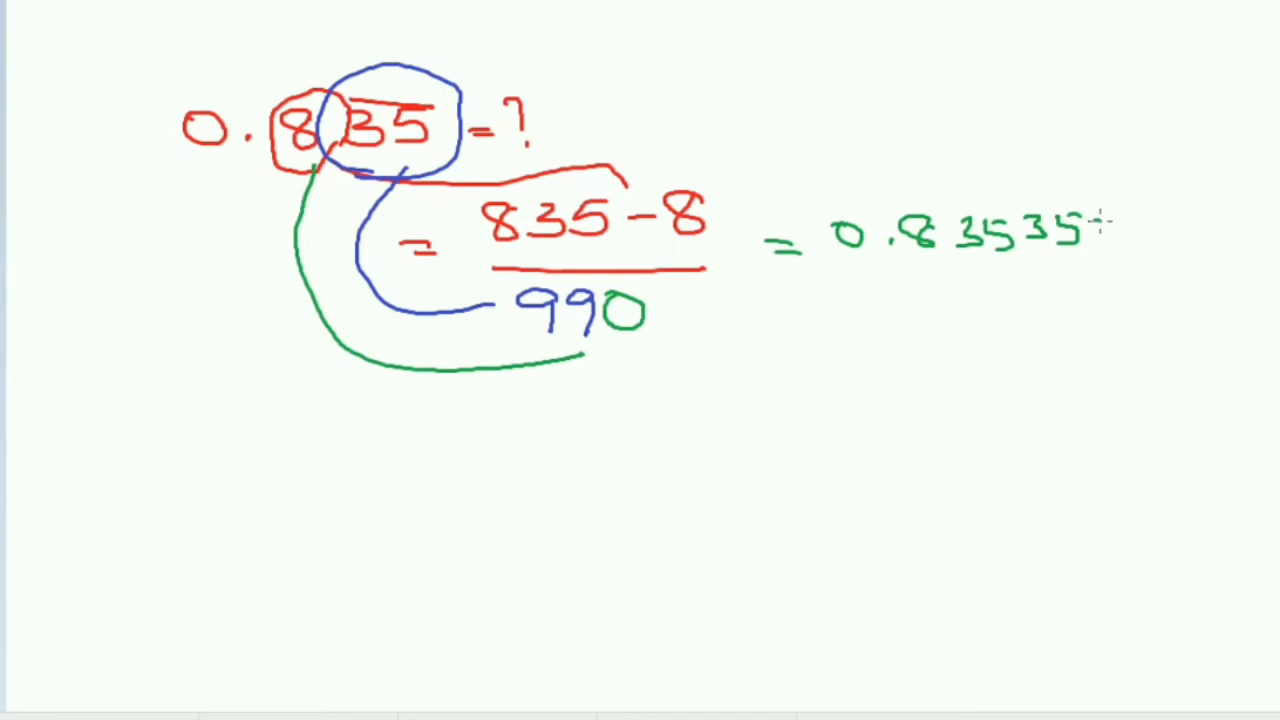 0.835̅ = ?
= 835 - 8 = 0.83535-
990